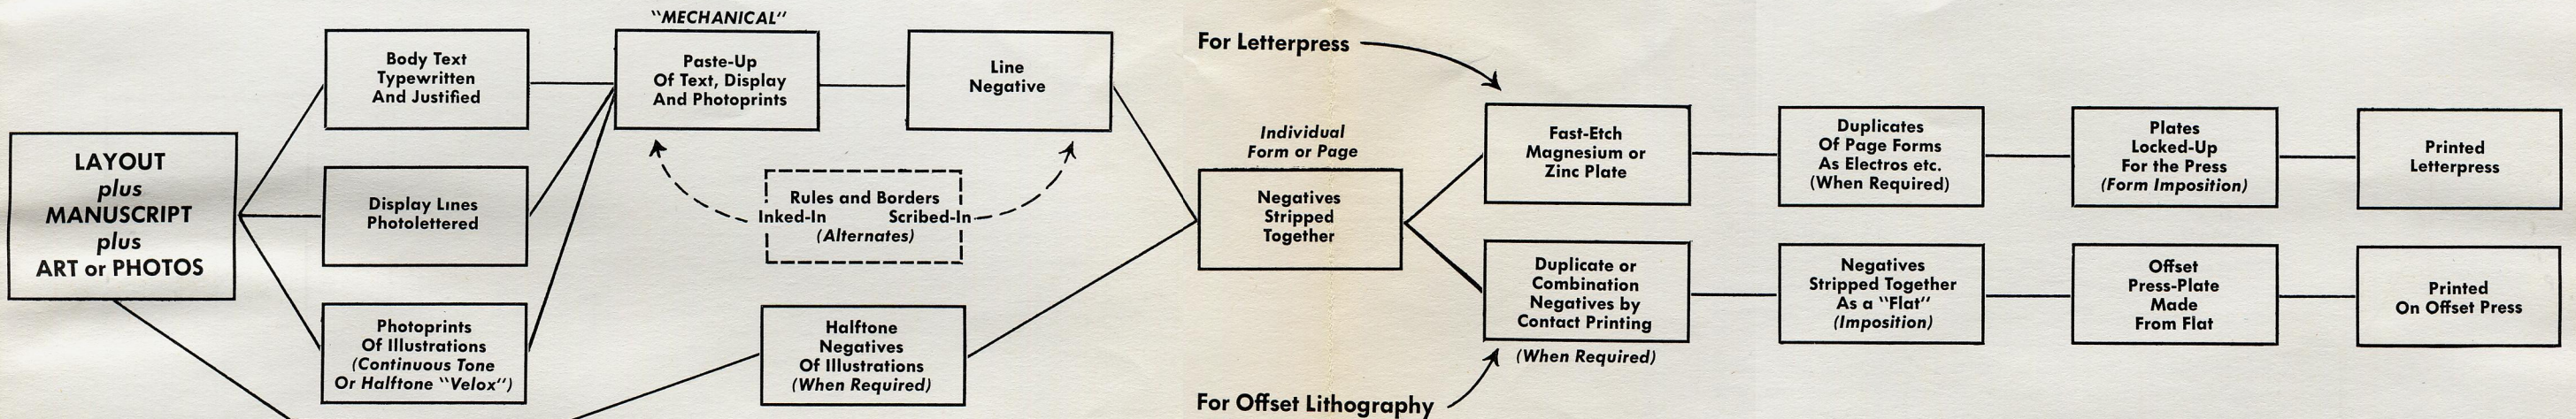 LAYOUT
plus
MANUSCRIPT
plus
ART or PHOTOS
Body Text
Typewritten
And Justified
Display Lines
Photolettered
Photoprints
Of Illustrations
(Continuous Tone
Or Halftone "Velox")
"MECHANICAL"
Paste-Up
Of Text, Display
And Photoprints
Line
Negative
Rules and Borders
Inked-In Scribed-In
(Alternates)
Halftone
Negatives
Of Illustrations
(When Required)
Individual
Form or Page
Negatives
Stripped
Together
For Letterpress
Fast-Etch
Magnesium or
Zinc Plate
Duplicates
Of Page Forms
As Electros etc.
(When Required)
Plates
Locked-Up
For the Press
(Form Imposition)
Printed
Letterpress
For Offset Lithography
Duplicate or
Combination
Negatives by
Contact Printing
(When Required)
Negatives
Stripped Together
As a "Flat"
(Imposition)
Offset
Press-Plate
Made
From Flat
Printed
On Offset Press